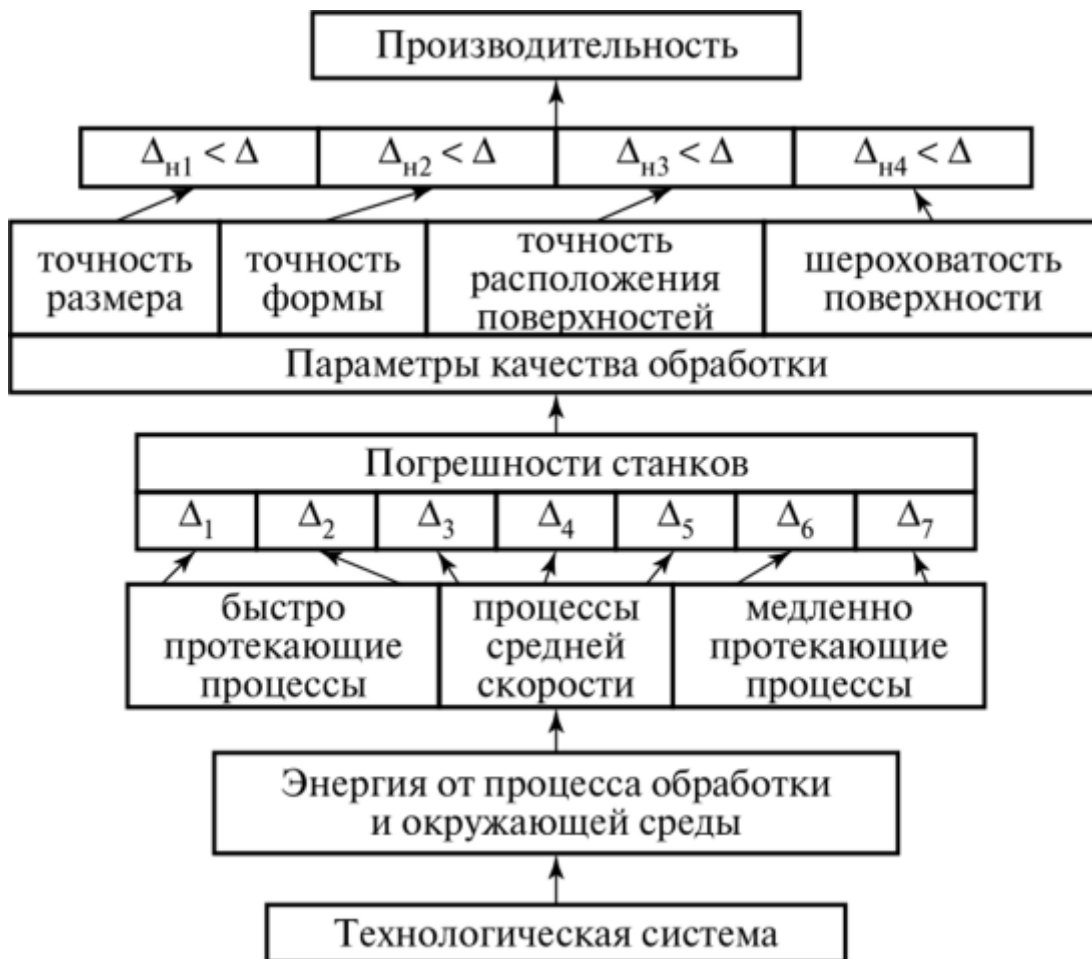 Производительность
Δн1 < Δ Δн2 < Δ Δн3 < Δ Δн4 < Δ
точность
размера
точность
формы
точность
расположения
поверхностей
шероховатость
поверхности
Параметры качества обработки
Погрешности станков
Δ1 Δ2 Δ3 Δ4 Δ5 Δ6 Δ7
быстро
протекающие
процессы
процессы
средней
скорости
медленно
протекающие
процессы
Энергия от процесса обработки
и окружающей среды
Технологическая система